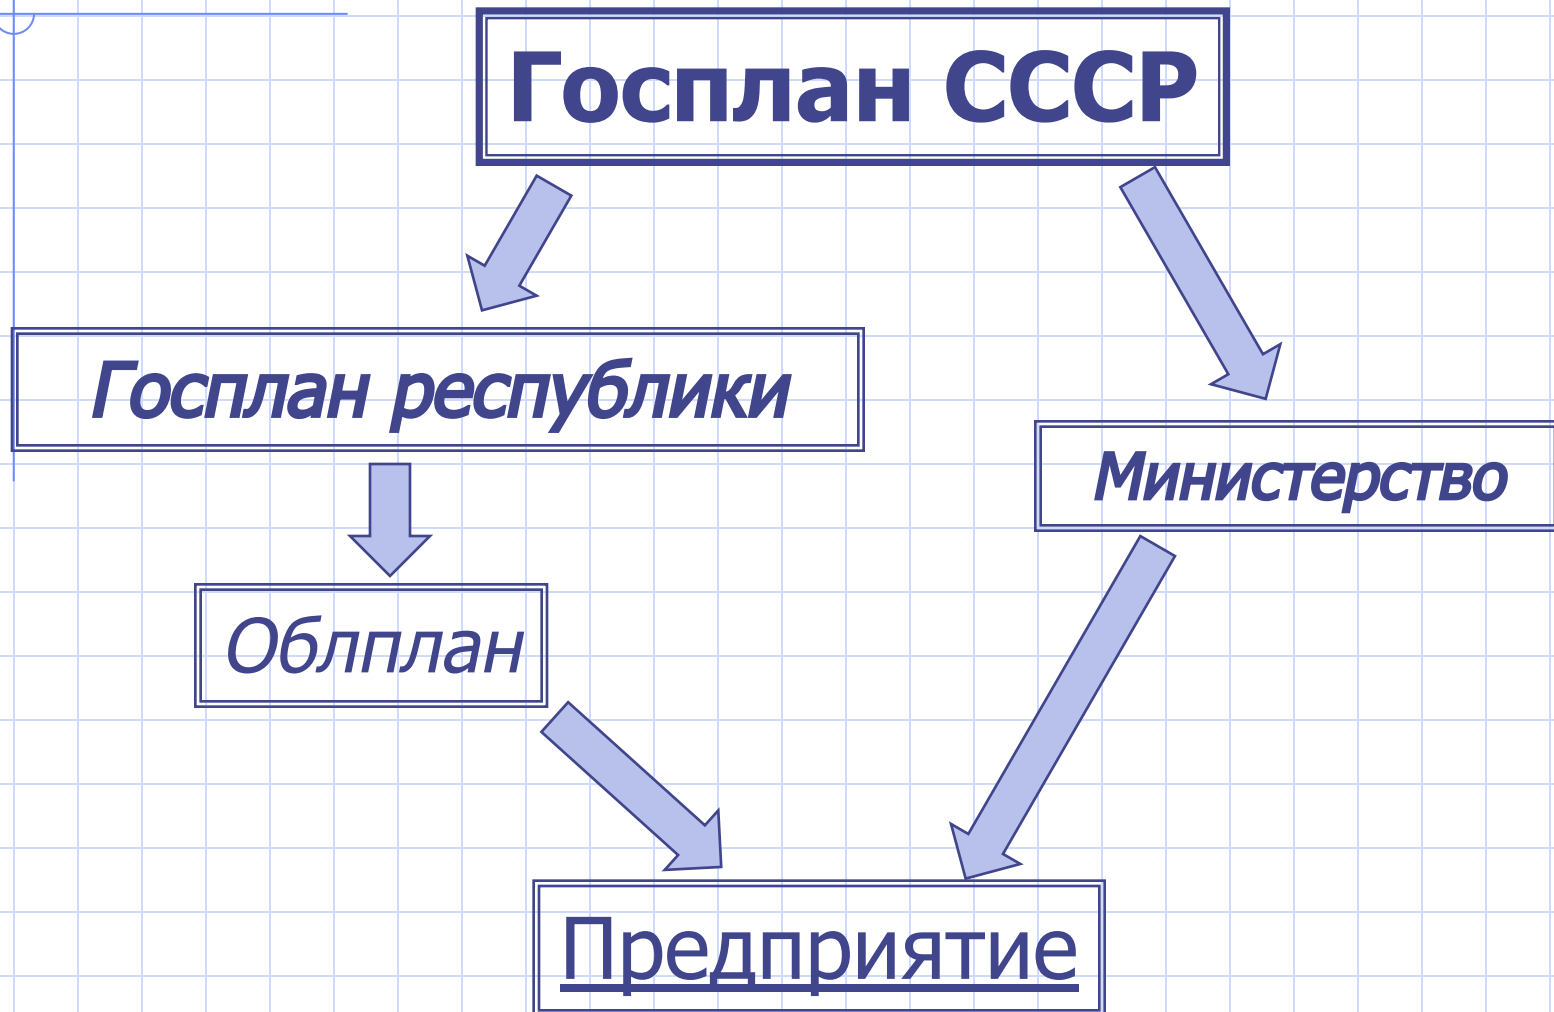 Госплан СССР
Госплан республики
Министерство
Облплан
Предприятие